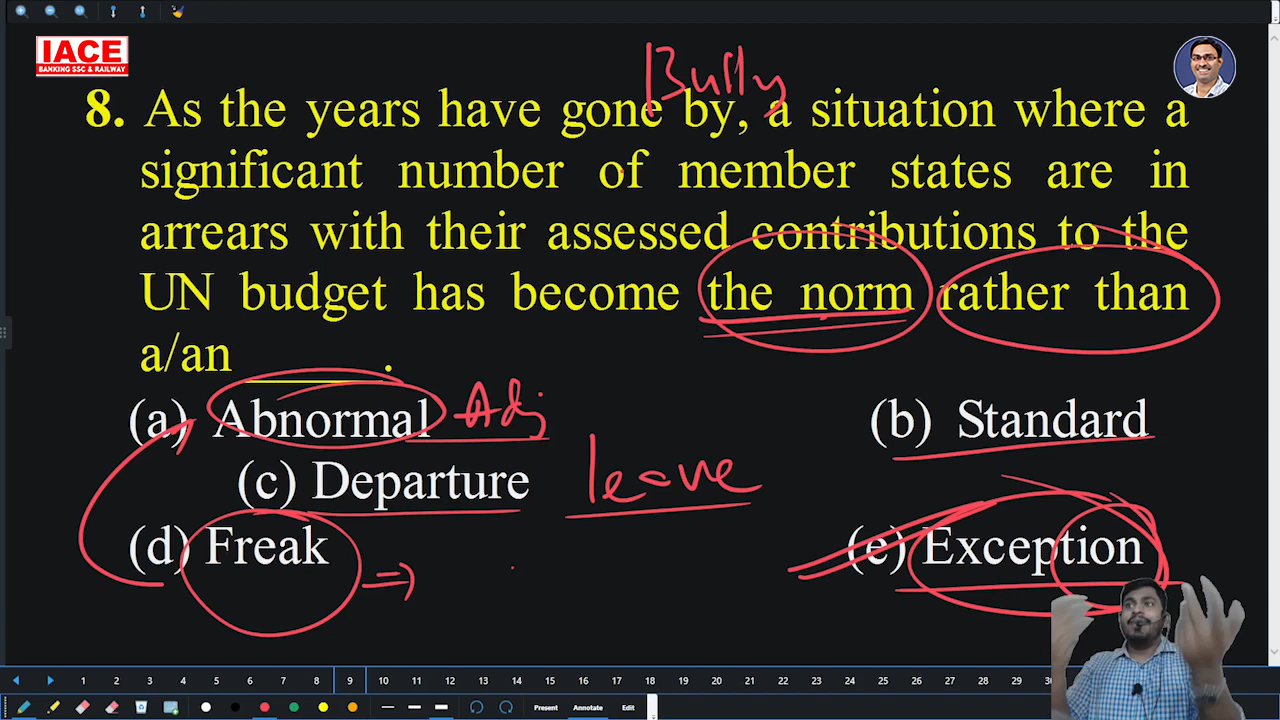 IACE
BANKING SSC & RAILWAY
Bully
8. As the years have gone by, a situation where a
significant number of member states are in
arrears with their assessed contributions to the
UN budget has become the norm rather than
a/an ________.
(a) Abnormal Adj (b) Standard
(c) Departure leave
(d) Freak ⇒ (e) Exception
1 2 3 4 5 6 7 8 9 10 11 12 13 14 15 16 17 18 19 20 21 22 23 24 25 26 27 28 29
Present Annotate Edit